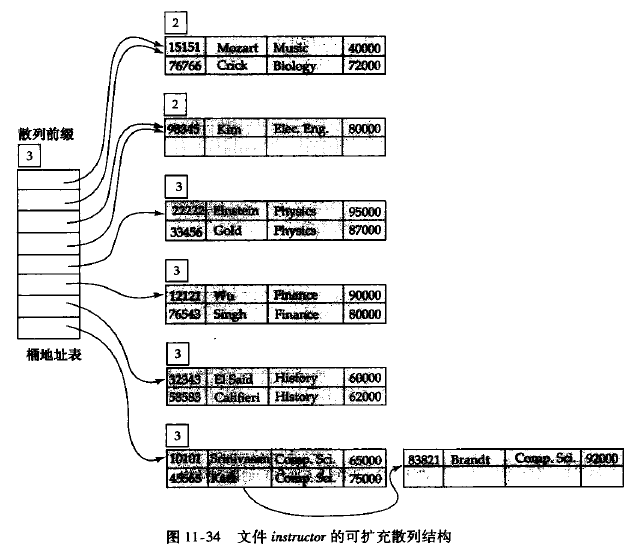 2
15151 Mozart Music 40000
76766 Crick Biology 72000
2
98345 Kim Elec. Eng. 80000
散列前缀
3
3
22222 Einstein Physics 95000
33456 Gold Physics 87000
3
12121 Wu Finance 90000
76543 Singh Finance 80000
桶地址表
3
32343 El Said History 60000
58583 Califieri History 62000
3
10101 Srinivasan Comp. Sci. 65000
45565 Katz Comp. Sci. 75000
83821 Brandt Comp. Sci. 92000
图 11-34 文件 instructor 的可扩充散列结构